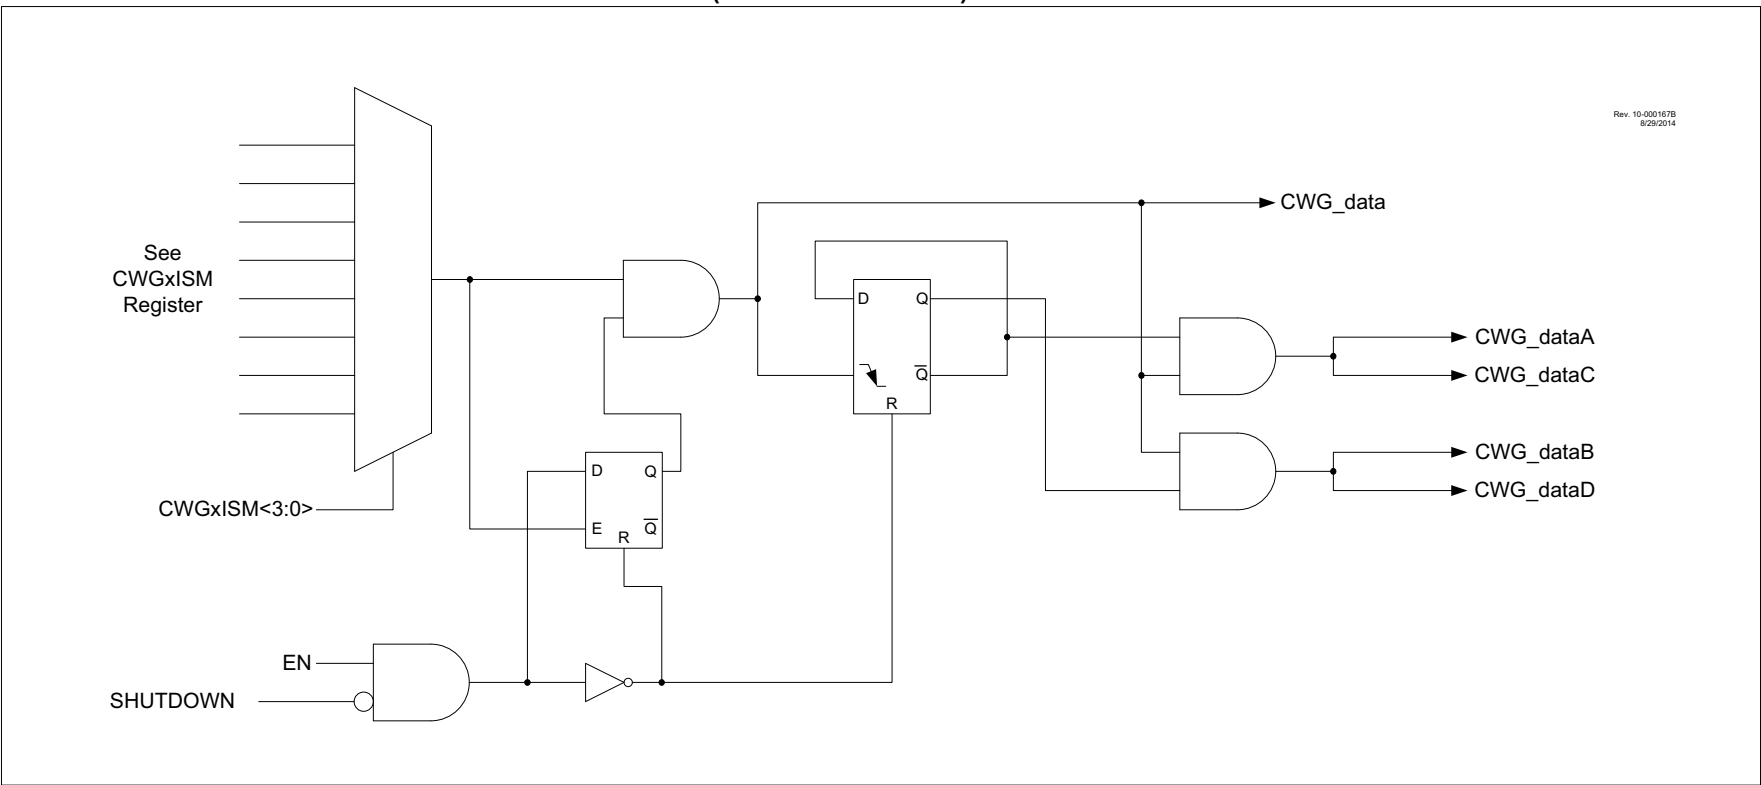 Rev. 10-000167B
8/29/2014
See
CWGxISM
Register
CWGxISM<3:0>
EN
SHUTDOWN
D
Q
E
Q̅
R
D
Q
Q̅
R
CWG_data
CWG_dataA
CWG_dataC
CWG_dataB
CWG_dataD